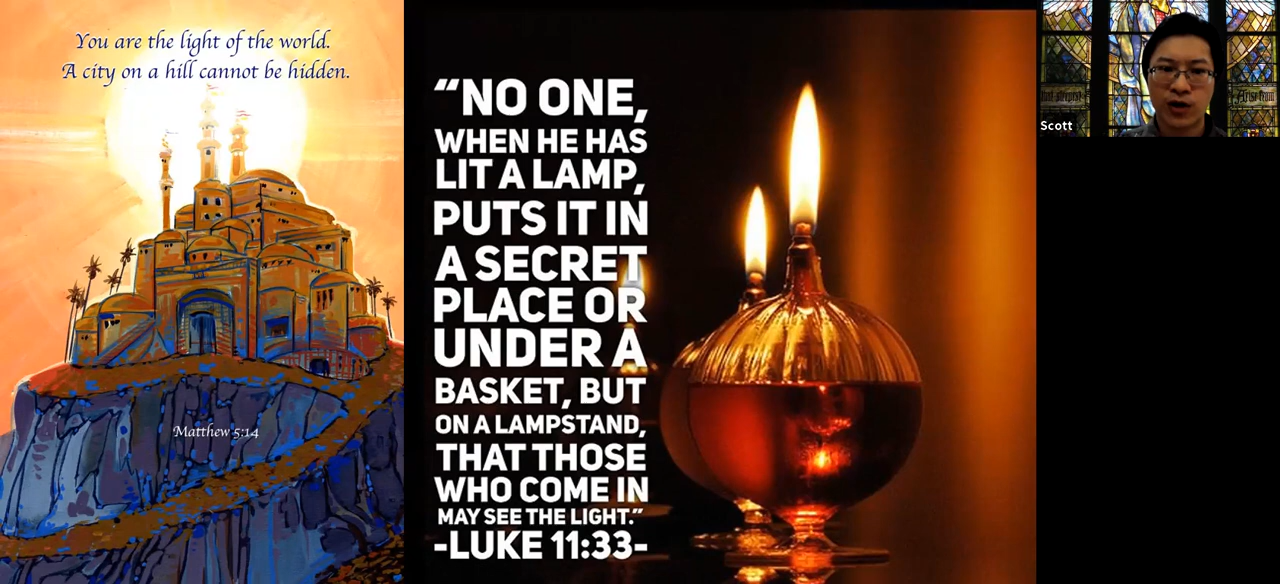 You are the light of the world.
A city on a hill cannot be hidden.
Matthew 5:14
“NO ONE,
WHEN HE HAS
LIT A LAMP,
PUTS IT IN
A SECRET
PLACE OR
UNDER A
BASKET, BUT
ON A LAMPSTAND,
THAT THOSE
WHO COME IN
MAY SEE THE LIGHT.”
-LUKE 11:33-
Scott